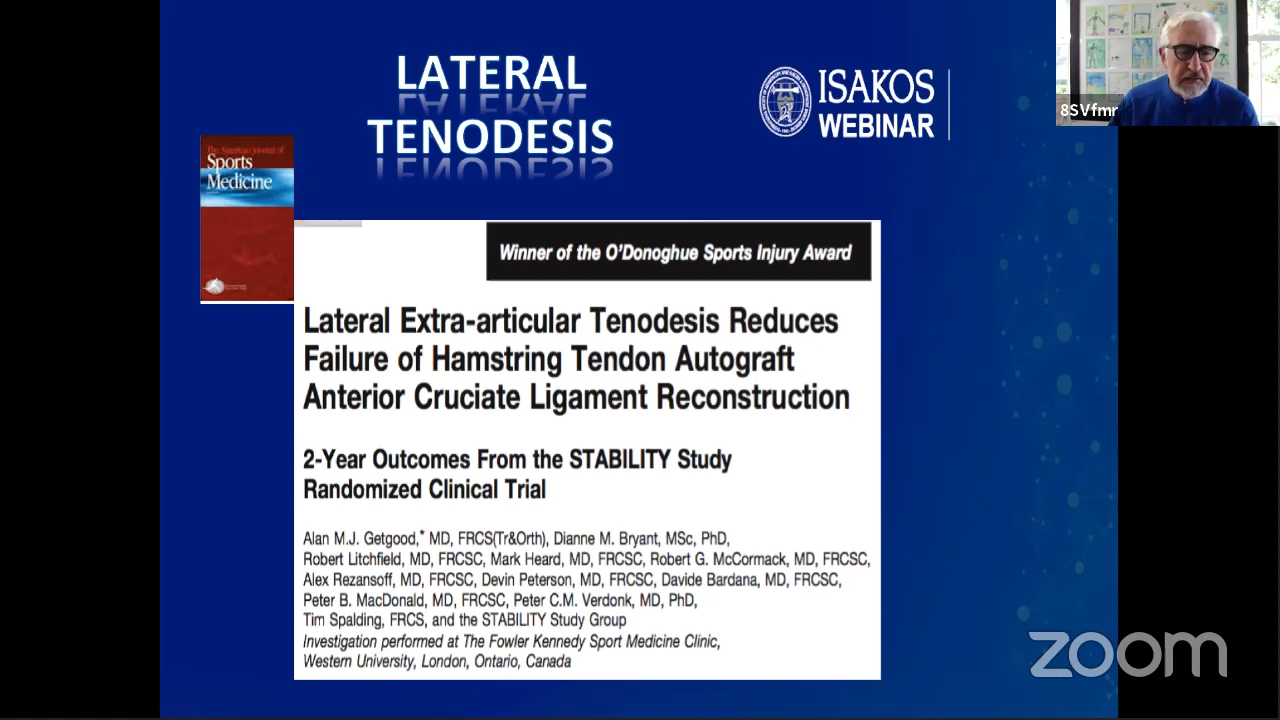 LATERAL
TENODESIS
ISAKOS
WEBINAR
8SVfmr
The American Journal of
Sports
Medicine
Winner of the O'Donoghue Sports Injury Award
Lateral Extra-articular Tenodesis Reduces
Failure of Hamstring Tendon Autograft
Anterior Cruciate Ligament Reconstruction
2-Year Outcomes From the STABILITY Study
Randomized Clinical Trial
Alan M.J. Getgood,* MD, FRCS(Tr&Orth), Dianne M. Bryant, MSc, PhD,
Robert Litchfield, MD, FRCSC, Mark Heard, MD, FRCSC, Robert G. McCormack, MD, FRCSC,
Alex Rezansoff, MD, FRCSC, Devin Peterson, MD, FRCSC, Davide Bardana, MD, FRCSC,
Peter B. MacDonald, MD, FRCSC, Peter C.M. Verdonk, MD, PhD,
Tim Spalding, FRCS, and the STABILITY Study Group
Investigation performed at The Fowler Kennedy Sport Medicine Clinic,
Western University, London, Ontario, Canada
zoom